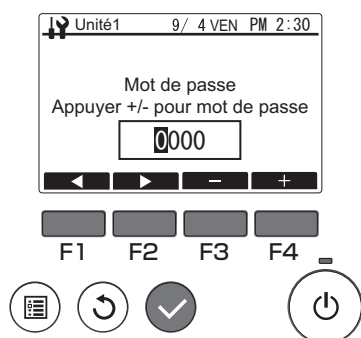 Unité1 9/ 4 VEN PM 2:30
Mot de passe
Appuyer +/- pour mot de passe
0000
− +
F1 F2 F3 F4